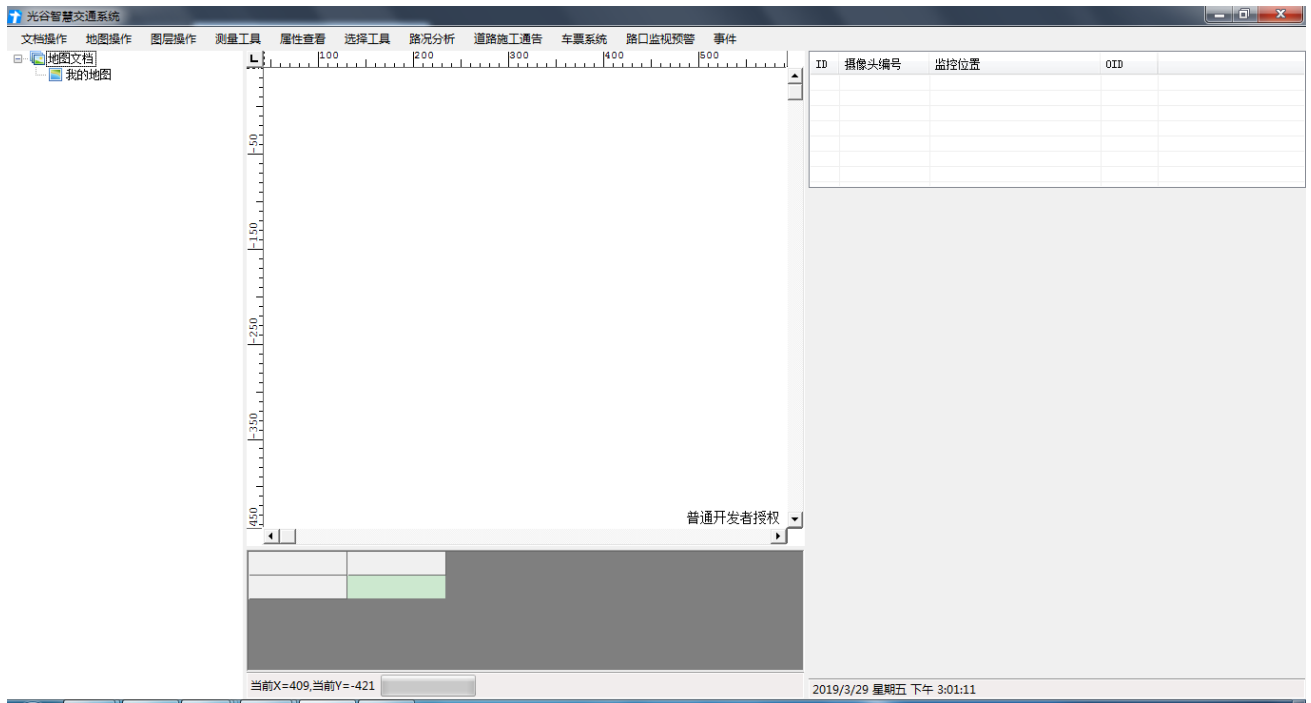 光谷智慧交通系统
文档操作 地图操作 图层操作 测量工具 属性查看 选择工具 路况分析 道路施工通告 车票系统 路口监视预警 事件
地图文档
我的地图
L
100 200 300 400 500
-50
-150
-250
-350
450
普通开发者授权
ID 摄像头编号 监控位置 OID
当前X=409,当前Y=-421
2019/3/29 星期五 下午 3:01:11